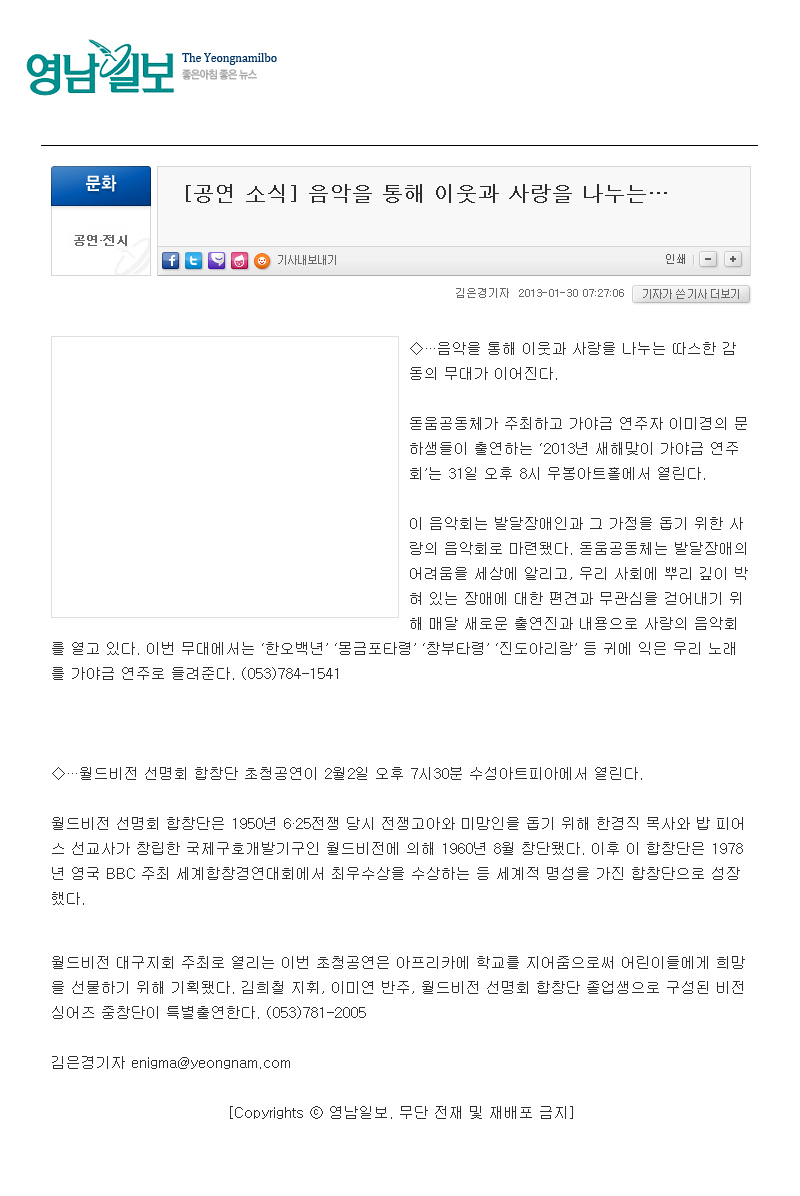 영남일보 The Yeongnamilbo
좋은아침 좋은 뉴스
문화
[공연 소식] 음악을 통해 이웃과 사랑을 나누는…
공연·전시
기사내보내기
인쇄
김은경기자 2013-01-30 07:27:06 기자가 쓴 기사 더보기
◇…음악을 통해 이웃과 사랑을 나누는 따스한 감
동의 무대가 이어진다.
동움공동체가 주최하고 가야금 연주자 이미경의 문
하생들이 출연하는 ‘2013년 새해맞이 가야금 연주
회’는 31일 오후 8시 우봉아트홀에서 열린다.
이 음악회는 발달장애인과 그 가정을 돕기 위한 사
랑의 음악회로 마련됐다. 동움공동체는 발달장애의
어려움을 세상에 알리고, 우리 사회에 뿌리 깊이 박
혀 있는 장애에 대한 편견과 무관심을 걷어내기 위
해 매달 새로운 출연진과 내용으로 사랑의 음악회
를 열고 있다. 이번 무대에서는 ‘한오백년’ ‘몽금포타령’ ‘창부타령’ ‘진도아리랑’ 등 귀에 익은 우리 노래
를 가야금 연주로 들려준다. (053)784-1541
◇…월드비전 선명회 합창단 초청공연이 2월2일 오후 7시30분 수성아트피아에서 열린다.
월드비전 선명회 합창단은 1950년 6·25전쟁 당시 전쟁고아와 미망인을 돕기 위해 한경직 목사와 밥 피어
스 선교사가 창립한 국제구호개발기구인 월드비전에 의해 1960년 8월 창단됐다. 이후 이 합창단은 1978
년 영국 BBC 주최 세계합창경연대회에서 최우수상을 수상하는 등 세계적 명성을 가진 합창단으로 성장
했다.
월드비전 대구지회 주최로 열리는 이번 초청공연은 아프리카에 학교를 지어줌으로써 어린이들에게 희망
을 선물하기 위해 기획됐다. 김희철 지휘, 이미연 반주, 월드비전 선명회 합창단 졸업생으로 구성된 비전
싱어즈 중창단이 특별출연한다. (053)781-2005
김은경기자 enigma@yeongnam.com
[Copyrights ⓒ 영남일보. 무단 전재 및 재배포 금지]